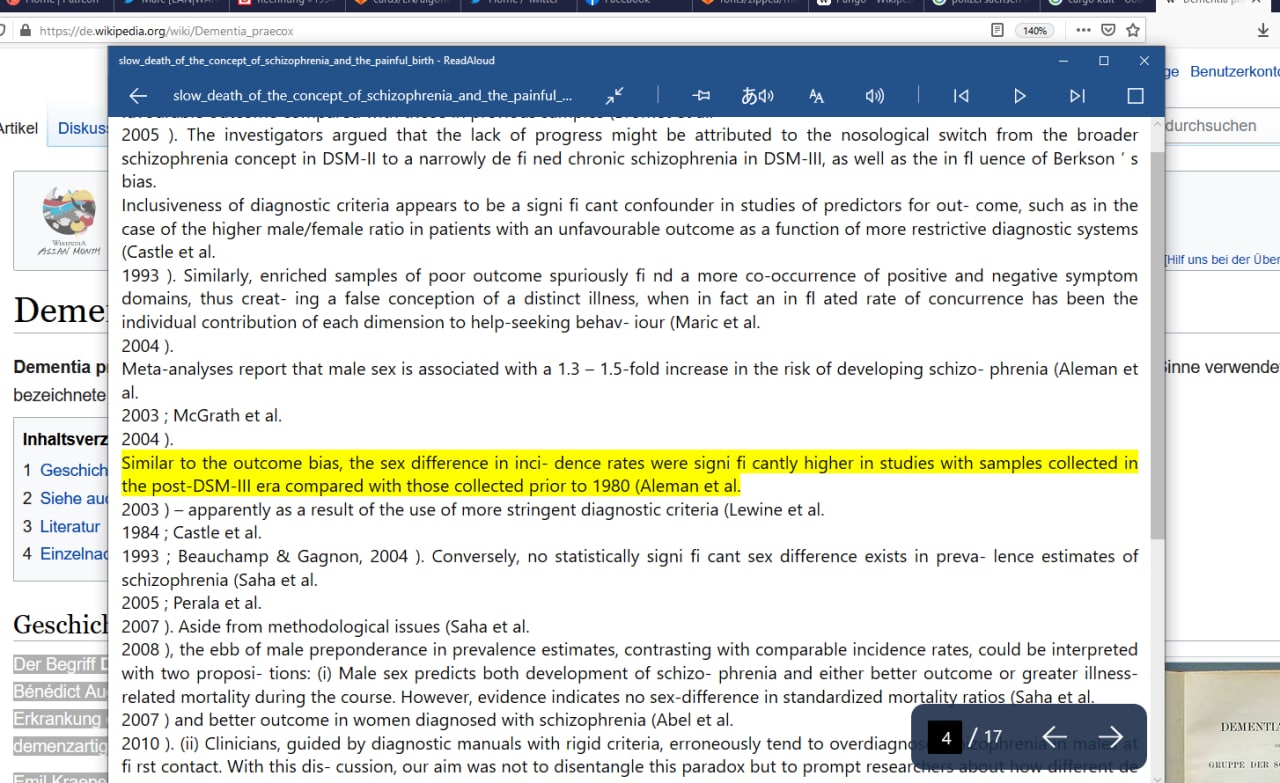 https://de.wikipedia.org/wiki/Dementia_praecox
140%
slow_death_of_the_concept_of_schizophrenia_and_the_painful_birth - ReadAloud
slow_death_of_the_concept_of_schizophrenia_and_the_painful_...
あ
AA
ge Benutzerkonto
Artikel Diskus
durchsuchen
2005 ). The investigators argued that the lack of progress might be attributed to the nosological switch from the broader
schizophrenia concept in DSM-II to a narrowly de fi ned chronic schizophrenia in DSM-III, as well as the in fl uence of Berkson ’ s
bias.
Inclusiveness of diagnostic criteria appears to be a signi fi cant confounder in studies of predictors for out- come, such as in the
case of the higher male/female ratio in patients with an unfavourable outcome as a function of more restrictive diagnostic systems
(Castle et al.
1993 ). Similarly, enriched samples of poor outcome spuriously fi nd a more co-occurrence of positive and negative symptom
domains, thus creat- ing a false conception of a distinct illness, when in fact an in fl ated rate of concurrence has been the
individual contribution of each dimension to help-seeking behav- iour (Maric et al.
2004 ).
Meta-analyses report that male sex is associated with a 1.3 – 1.5-fold increase in the risk of developing schizo- phrenia (Aleman et
al.
2003 ; McGrath et al.
2004 ).
Similar to the outcome bias, the sex difference in inci- dence rates were signi fi cantly higher in studies with samples collected in
the post-DSM-III era compared with those collected prior to 1980 (Aleman et al.
2003 ) – apparently as a result of the use of more stringent diagnostic criteria (Lewine et al.
1984 ; Castle et al.
1993 ; Beauchamp & Gagnon, 2004 ). Conversely, no statistically signi fi cant sex difference exists in preva- lence estimates of
schizophrenia (Saha et al.
2005 ; Perala et al.
2007 ). Aside from methodological issues (Saha et al.
2008 ), the ebb of male preponderance in prevalence estimates, contrasting with comparable incidence rates, could be interpreted
with two proposi- tions: (i) Male sex predicts both development of schizo- phrenia and either better outcome or greater illness-
related mortality during the course. However, evidence indicates no sex-difference in standardized mortality ratios (Saha et al.
2007 ) and better outcome in women diagnosed with schizophrenia (Abel et al.
2010 ). (ii) Clinicians, guided by diagnostic manuals with rigid criteria, erroneously tend to overdiagnose schizophrenia in males at
fi rst contact. With this dis- cussion, our aim was not to disentangle this paradox but to prompt researchers about how different de
4 / 17
WIKIPEDIA
ASIAN MONTH
[Hilf uns bei der Über
Deme
Dementia p
bezeichnete
Sinne verwende
Inhaltsverz
1 Geschich
2 Siehe au
3 Literatur
4 Einzelnac
Geschich
Der Begriff D
Bénédict Au
Erkrankung
demenzartig
Emil Kraepe
DEMENTIA
GRUPPE DER S